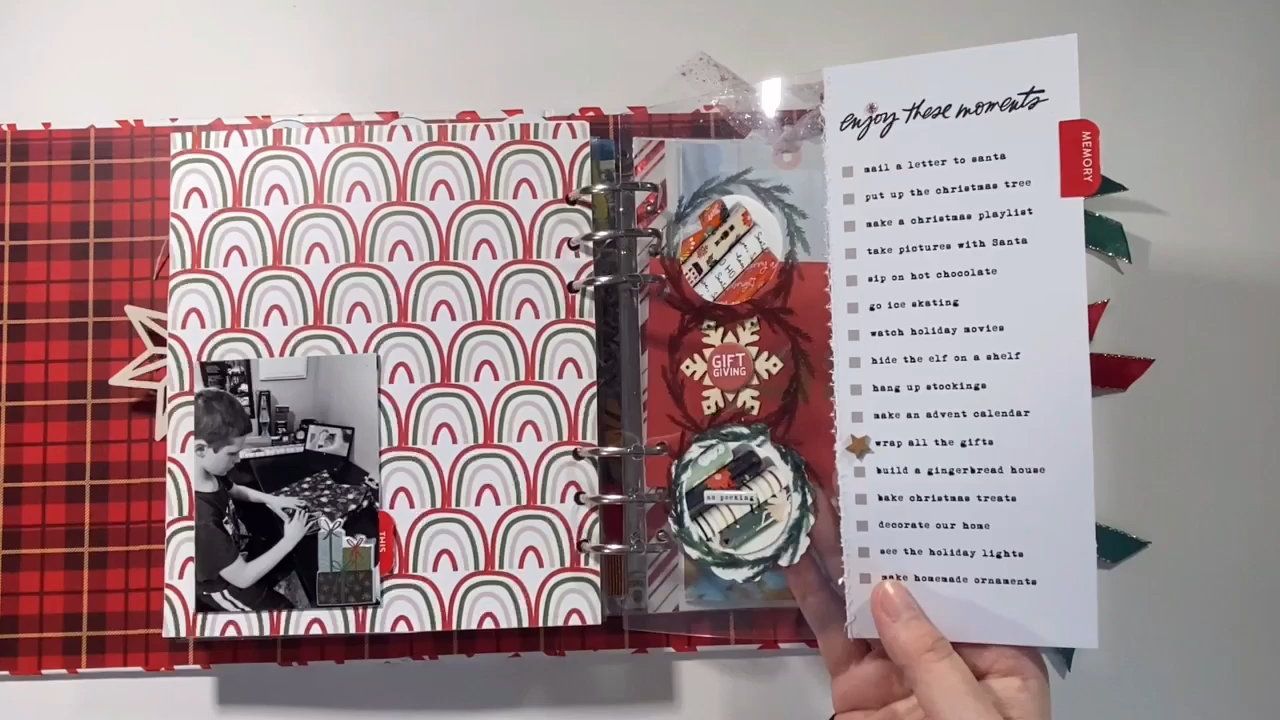 THIS
GIFT
GIVING
no peeking
enjoy these moments
MEMORY
mail a letter to santa
put up the christmas tree
make a christmas playlist
take pictures with Santa
sip on hot chocolate
go ice skating
watch holiday movies
hide the elf on a shelf
hang up stockings
make an advent calendar
wrap all the gifts
build a gingerbread house
bake christmas treats
decorate our home
see the holiday lights
make homemade ornaments